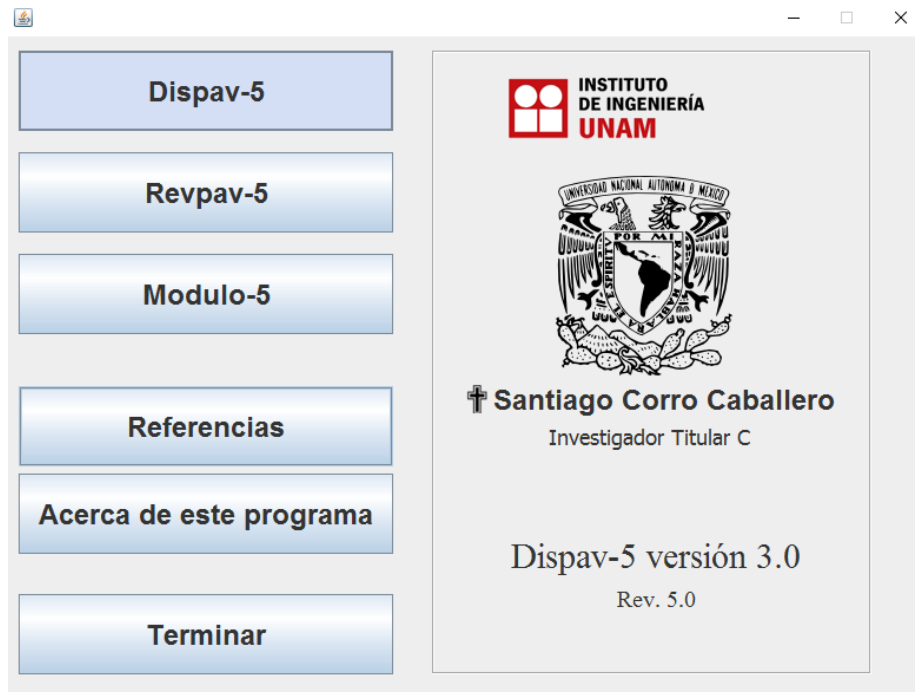 Dispav-5
Revpav-5
Modulo-5
Referencias
Acerca de este programa
Terminar
INSTITUTO
DE INGENIERÍA
UNAM
UNIVERSIDAD NACIONAL AUTONOMA D MEXICO
POR MI RAZA HABLARA EL ESPIRITV
Santiago Corro Caballero
Investigador Titular C
Dispav-5 versión 3.0
Rev. 5.0